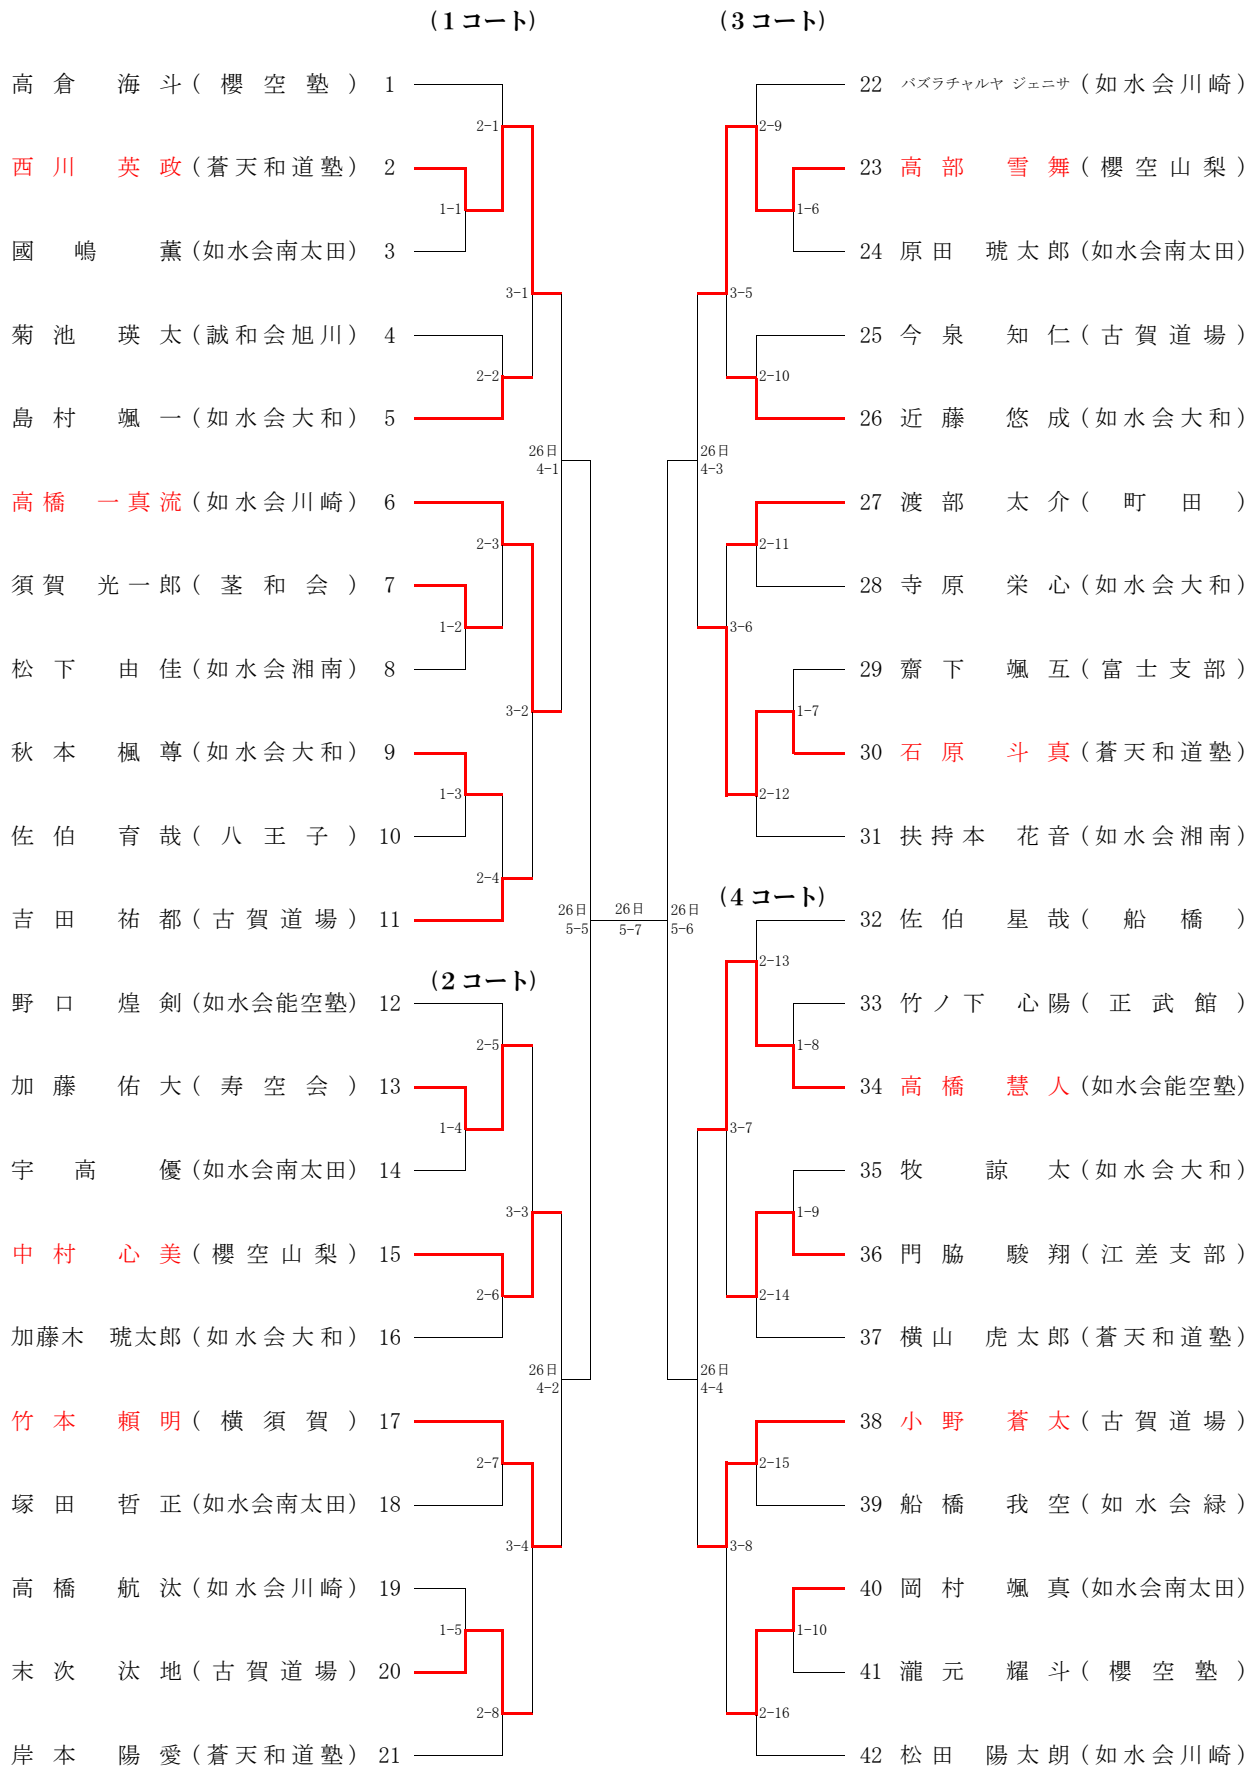 (1コート)
高倉 海斗 (櫻空塾) 1
2-1
西川 英政 (蒼天和道塾) 2
1-1
國嶋 薫 (如水会南太田) 3
3-1
菊池 瑛太 (誠和会旭川) 4
2-2
島村 颯一 (如水会大和) 5
26日
4-1
高橋 一真流 (如水会川崎) 6
2-3
須賀 光一郎 (茎和会) 7
1-2
松下 由佳 (如水会湘南) 8
3-2
秋本 楓尊 (如水会大和) 9
1-3
佐伯 育哉 (八王子) 10
2-4
吉田 祐都 (古賀道場) 11
26日
5-5
(2コート)
野口 煌剣 (如水会能空塾) 12
2-5
加藤 佑大 (寿空会) 13
1-4
宇高 優 (如水会南太田) 14
3-3
中村 心美 (櫻空山梨) 15
2-6
加藤木 琥太郎 (如水会大和) 16
26日
4-2
竹本 頼明 (横須賀) 17
2-7
塚田 哲正 (如水会南太田) 18
3-4
高橋 航汰 (如水会川崎) 19
1-5
末次 汰地 (古賀道場) 20
2-8
岸本 陽愛 (蒼天和道塾) 21
26日
5-7
(3コート)
22 バズラチャルヤ ジェニサ (如水会川崎)
2-9
23 高部 雪舞 (櫻空山梨)
1-6
24 原田 琥太郎 (如水会南太田)
3-5
25 今泉 知仁 (古賀道場)
2-10
26 近藤 悠成 (如水会大和)
26日
4-3
27 渡部 太介 (町田)
2-11
28 寺原 栄心 (如水会大和)
3-6
29 齋下 颯互 (富士支部)
1-7
30 石原 斗真 (蒼天和道塾)
2-12
31 扶持本 花音 (如水会湘南)
(4コート)
26日
5-6
32 佐伯 星哉 (船橋)
2-13
33 竹ノ下 心陽 (正武館)
1-8
34 高橋 慧人 (如水会能空塾)
3-7
35 牧 諒太 (如水会大和)
1-9
36 門脇 駿翔 (江差支部)
2-14
37 横山 虎太郎 (蒼天和道塾)
26日
4-4
38 小野 蒼太 (古賀道場)
2-15
39 船橋 我空 (如水会緑)
3-8
40 岡村 颯真 (如水会南太田)
1-10
41 瀧元 耀斗 (櫻空塾)
2-16
42 松田 陽太朗 (如水会川崎)